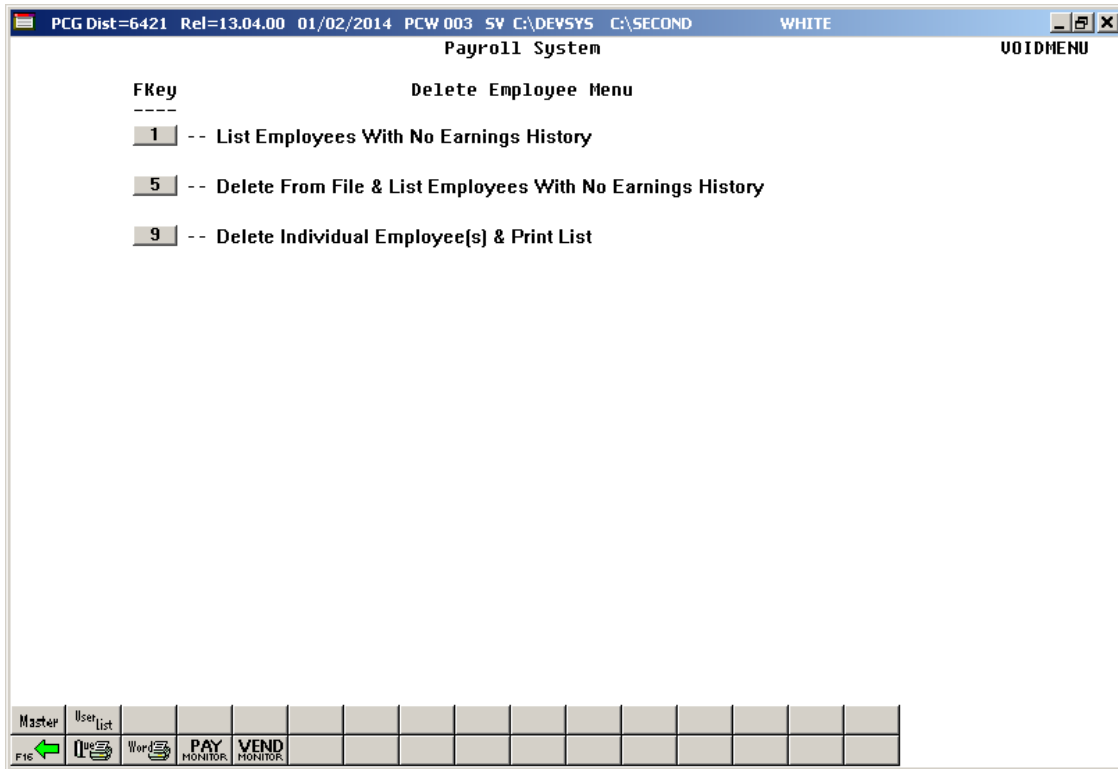 PCG Dist=6421 Rel=13.04.00 01/02/2014 PCW 003 SV C:\DEVSYS C:\SECOND WHITE
Payroll System VOIDMENU
FKey Delete Employee Menu
----
1 -- List Employees With No Earnings History
5 -- Delete From File & List Employees With No Earnings History
9 -- Delete Individual Employee(s) & Print List
Master User List
F16 Que Word PAY MONITOR VEND MONITOR